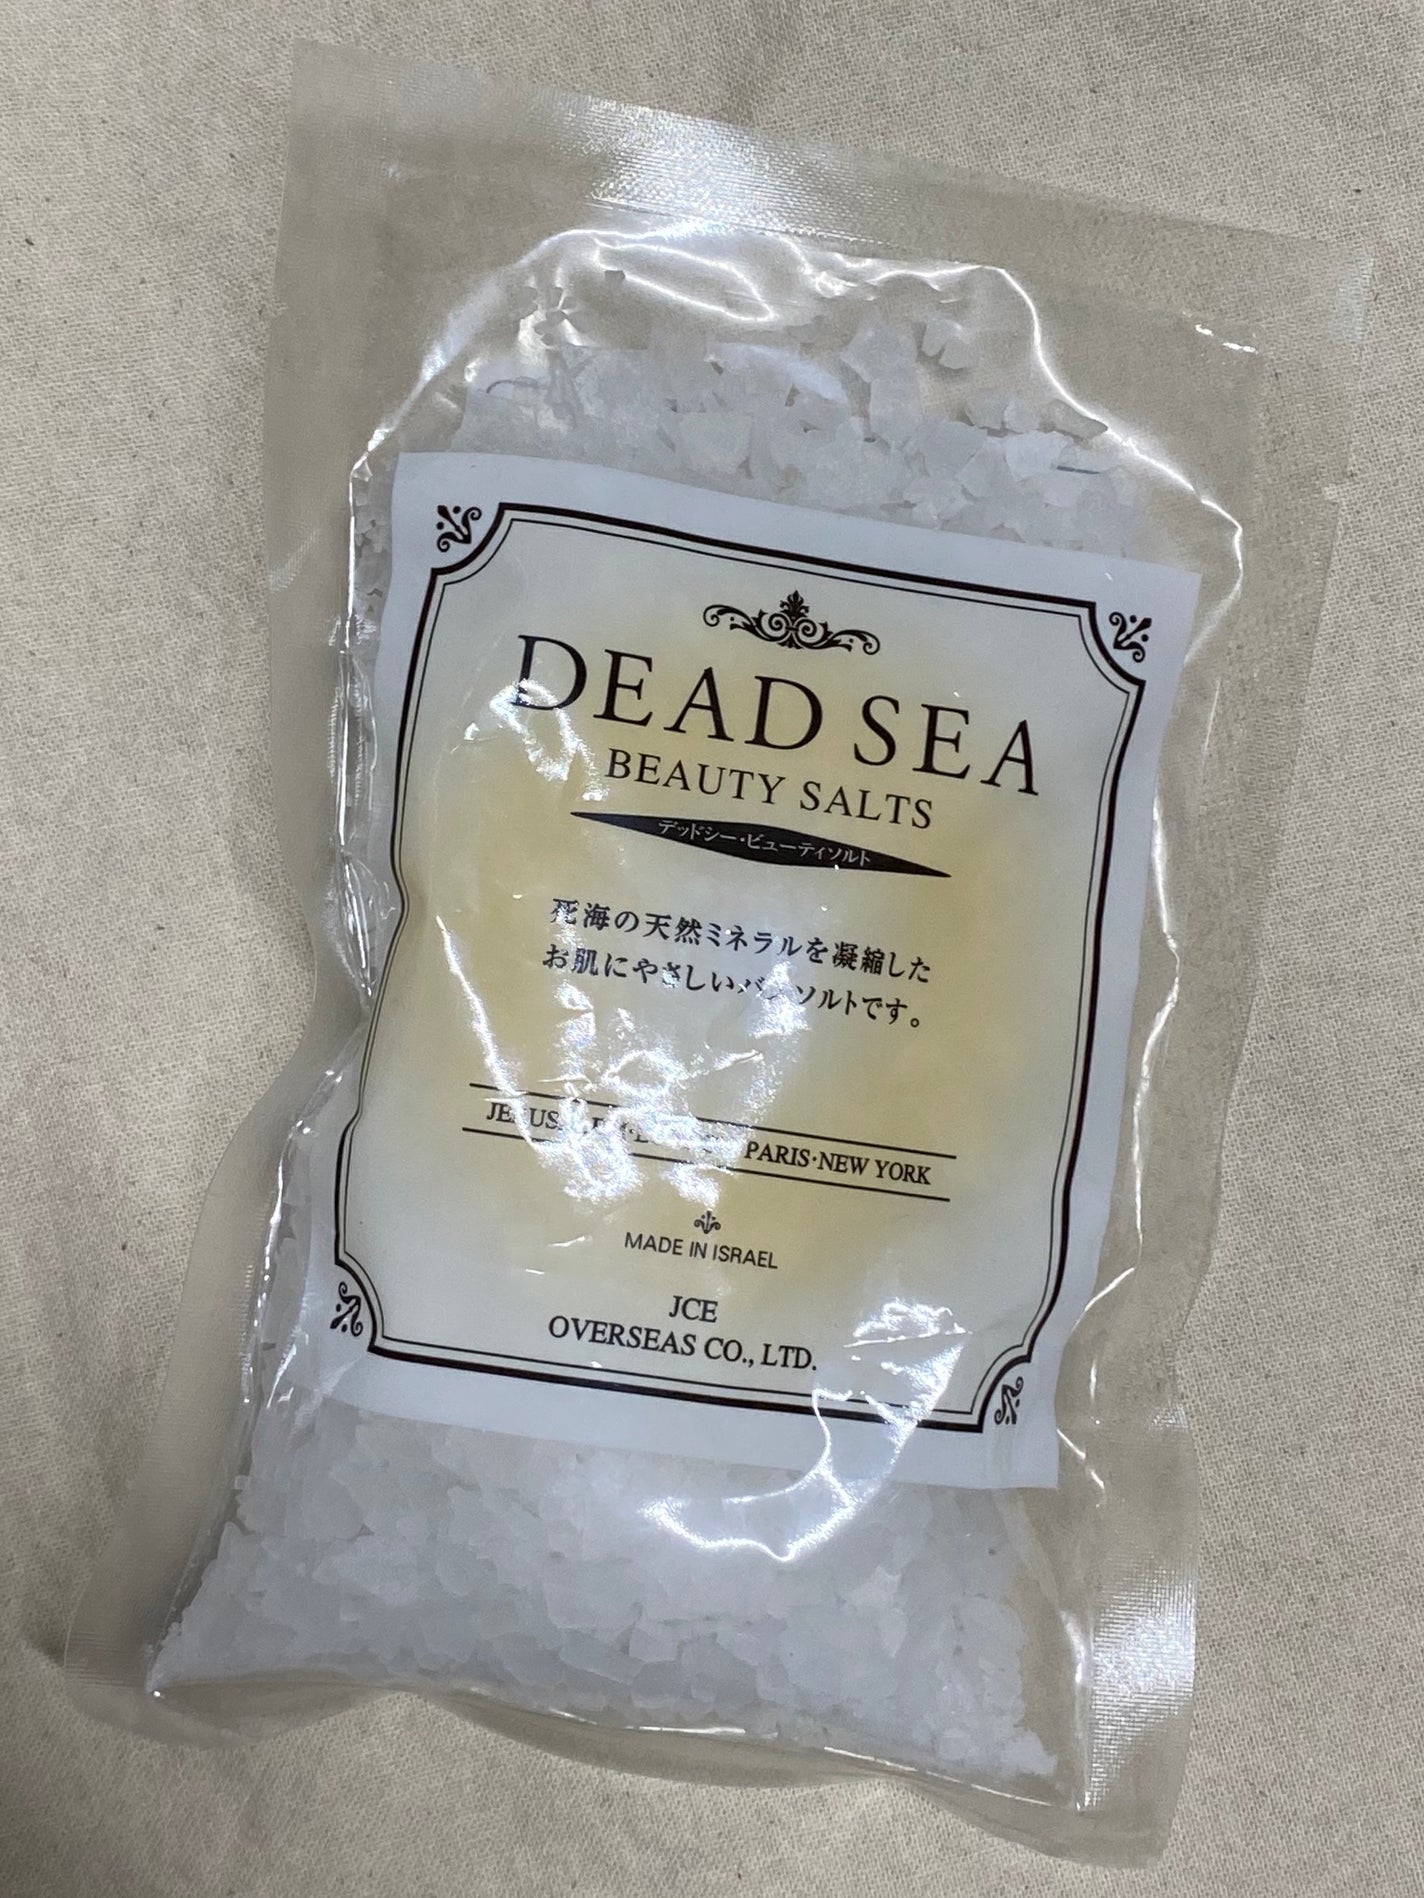 DEAD SEA
BEAUTY SALTS
デッドシー・ビューティソルト
死海の天然ミネラルを凝縮した
お肌にやさしいバスソルトです。
PARIS·NEW YORK
MADE IN ISRAEL
JCE
OVERSEAS CO., LTD.